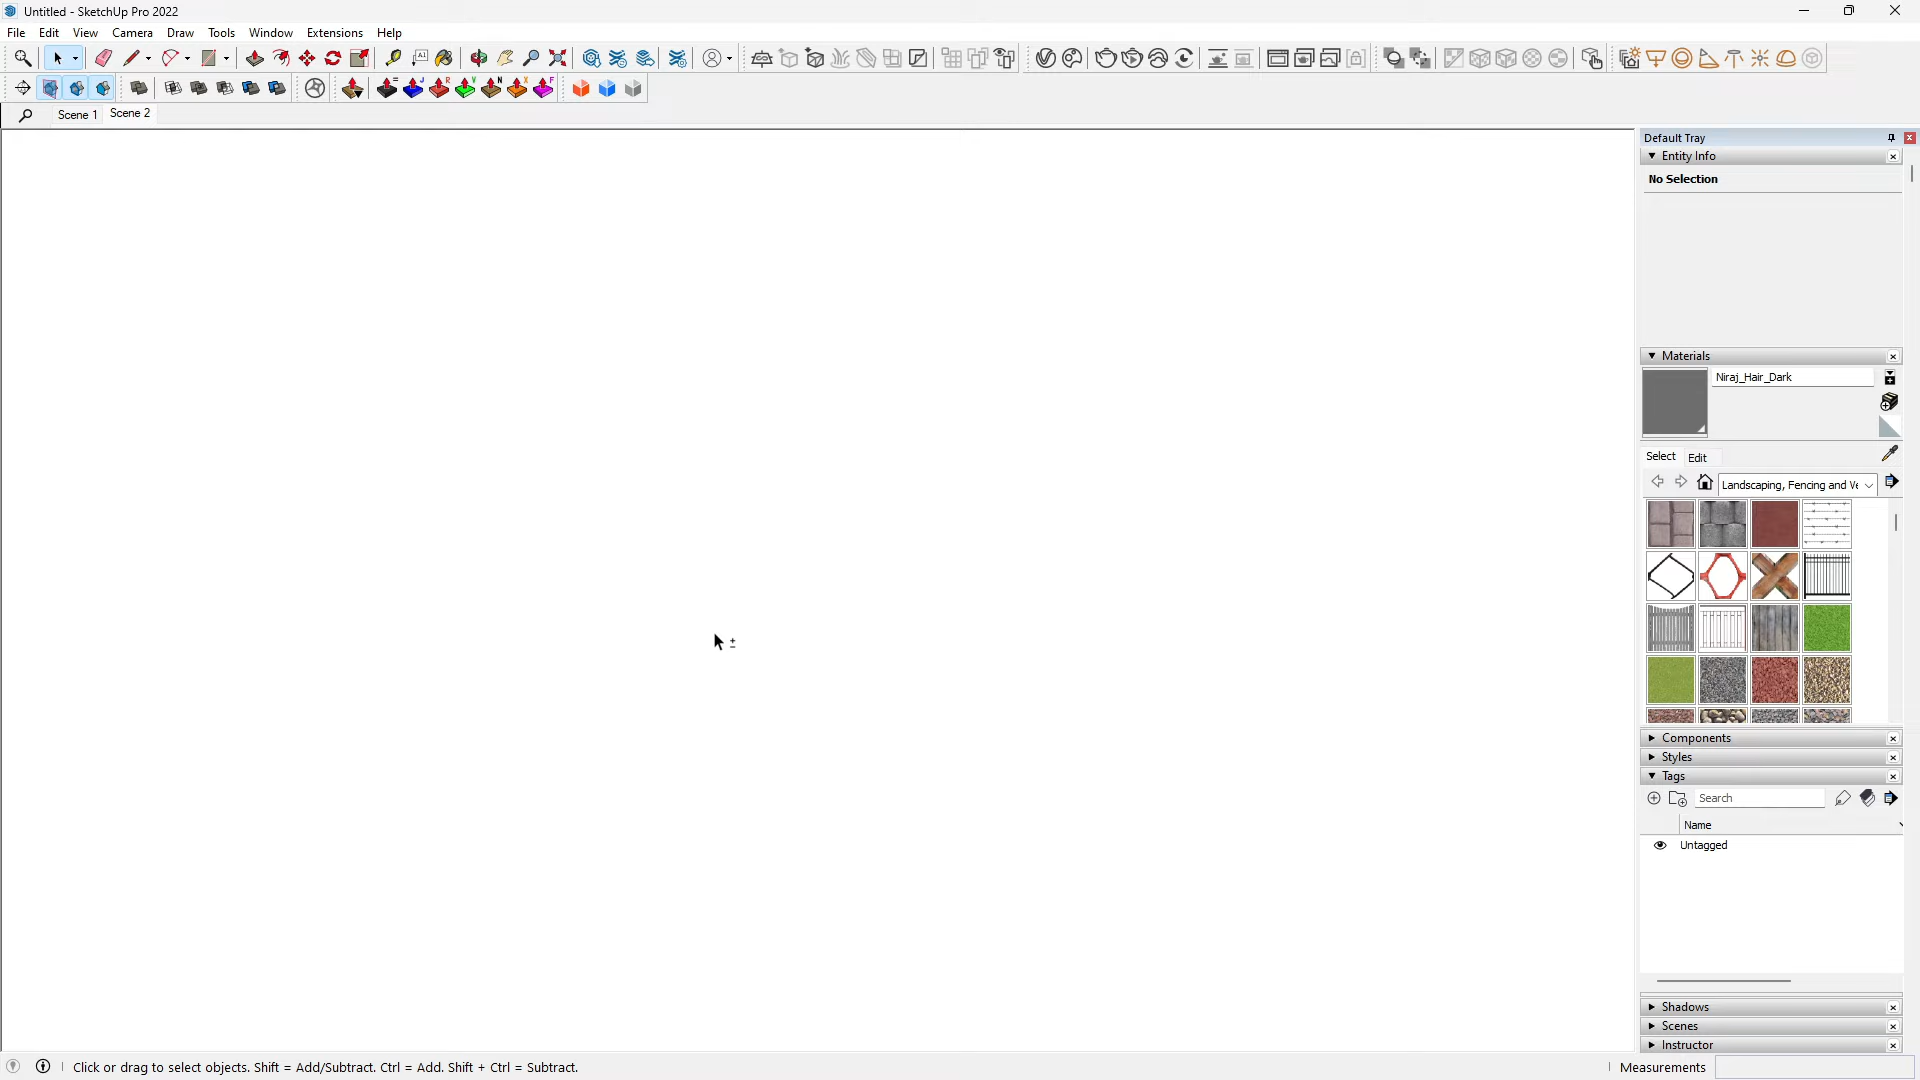 Untitled - SketchUp Pro 2022
File Edit View Camera Draw Tools Window Extensions Help
Scene 1 Scene 2
Default Tray
Entity Info
No Selection
Materials
Niraj_Hair_Dark
Select Edit
Landscaping, Fencing and Ve
Components
Styles
Tags
Search
Name
Untagged
Shadows
Scenes
Instructor
Click or drag to select objects. Shift = Add/Subtract. Ctrl = Add. Shift + Ctrl = Subtract.
Measurements